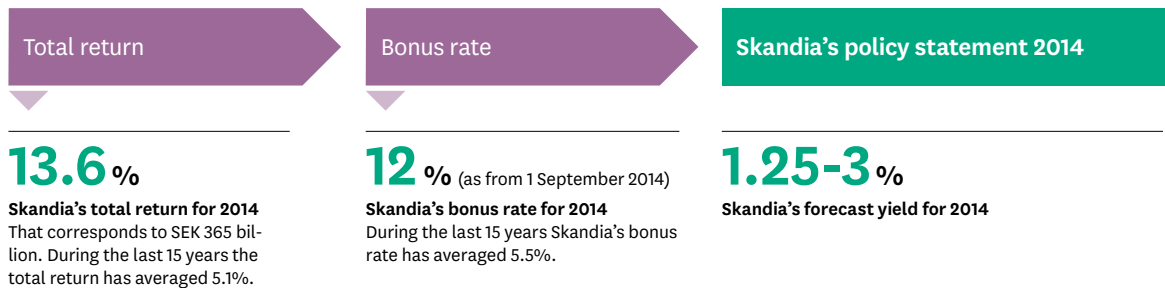 Total return
13.6 %
Skandia's total return for 2014
That corresponds to SEK 365 bil-
lion. During the last 15 years the
total return has averaged 5.1%.
Bonus rate
12 % (as from 1 September 2014)
Skandia's bonus rate for 2014
During the last 15 years Skandia's bonus
rate has averaged 5.5%.
Skandia's policy statement 2014
1.25-3 %
Skandia's forecast yield for 2014